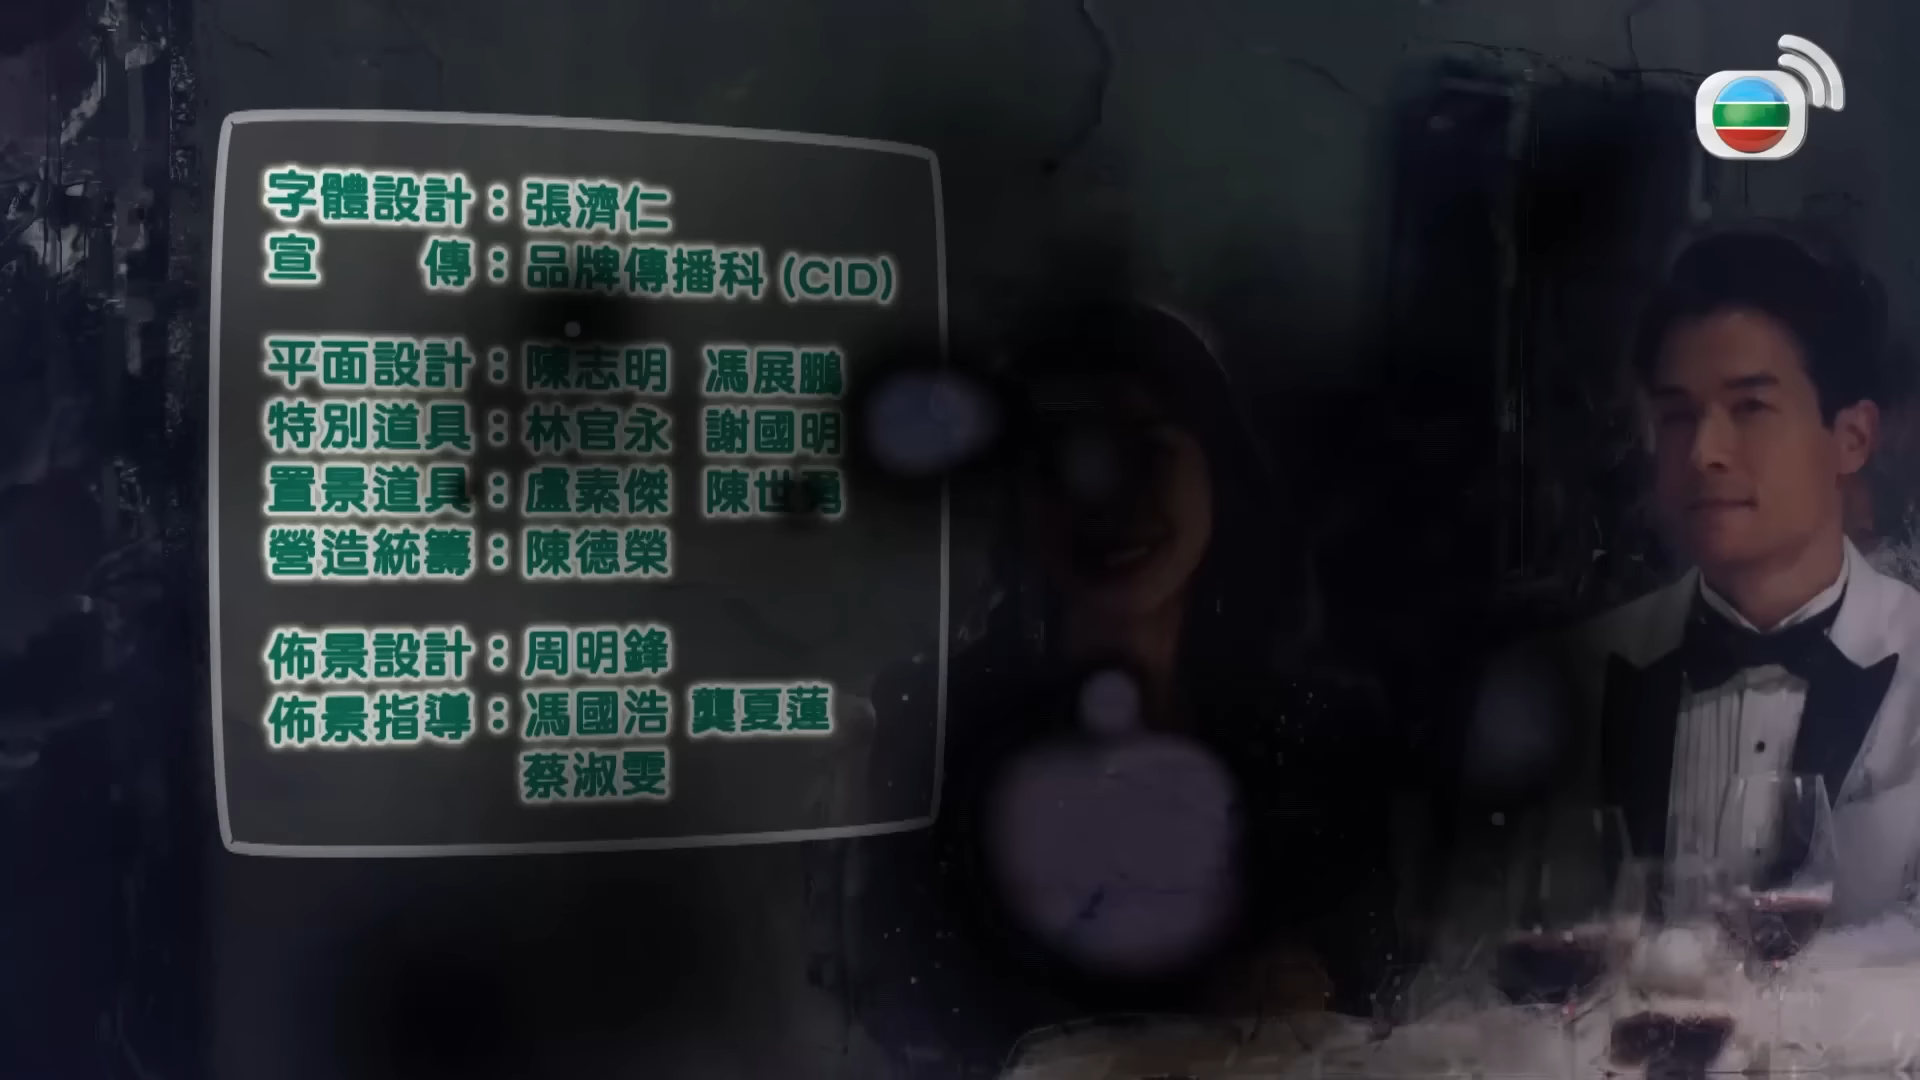 字體設計：張濟仁
宣　　傳：品牌傳播科 (CID)
平面設計：陳志明　馮展鵬
特別道具：林官永　謝國明
置景道具：盧素傑　陳世勇
營造統籌：陳德榮
佈景設計：周明鋒
佈景指導：馮國浩 龔夏蓮
蔡淑雯